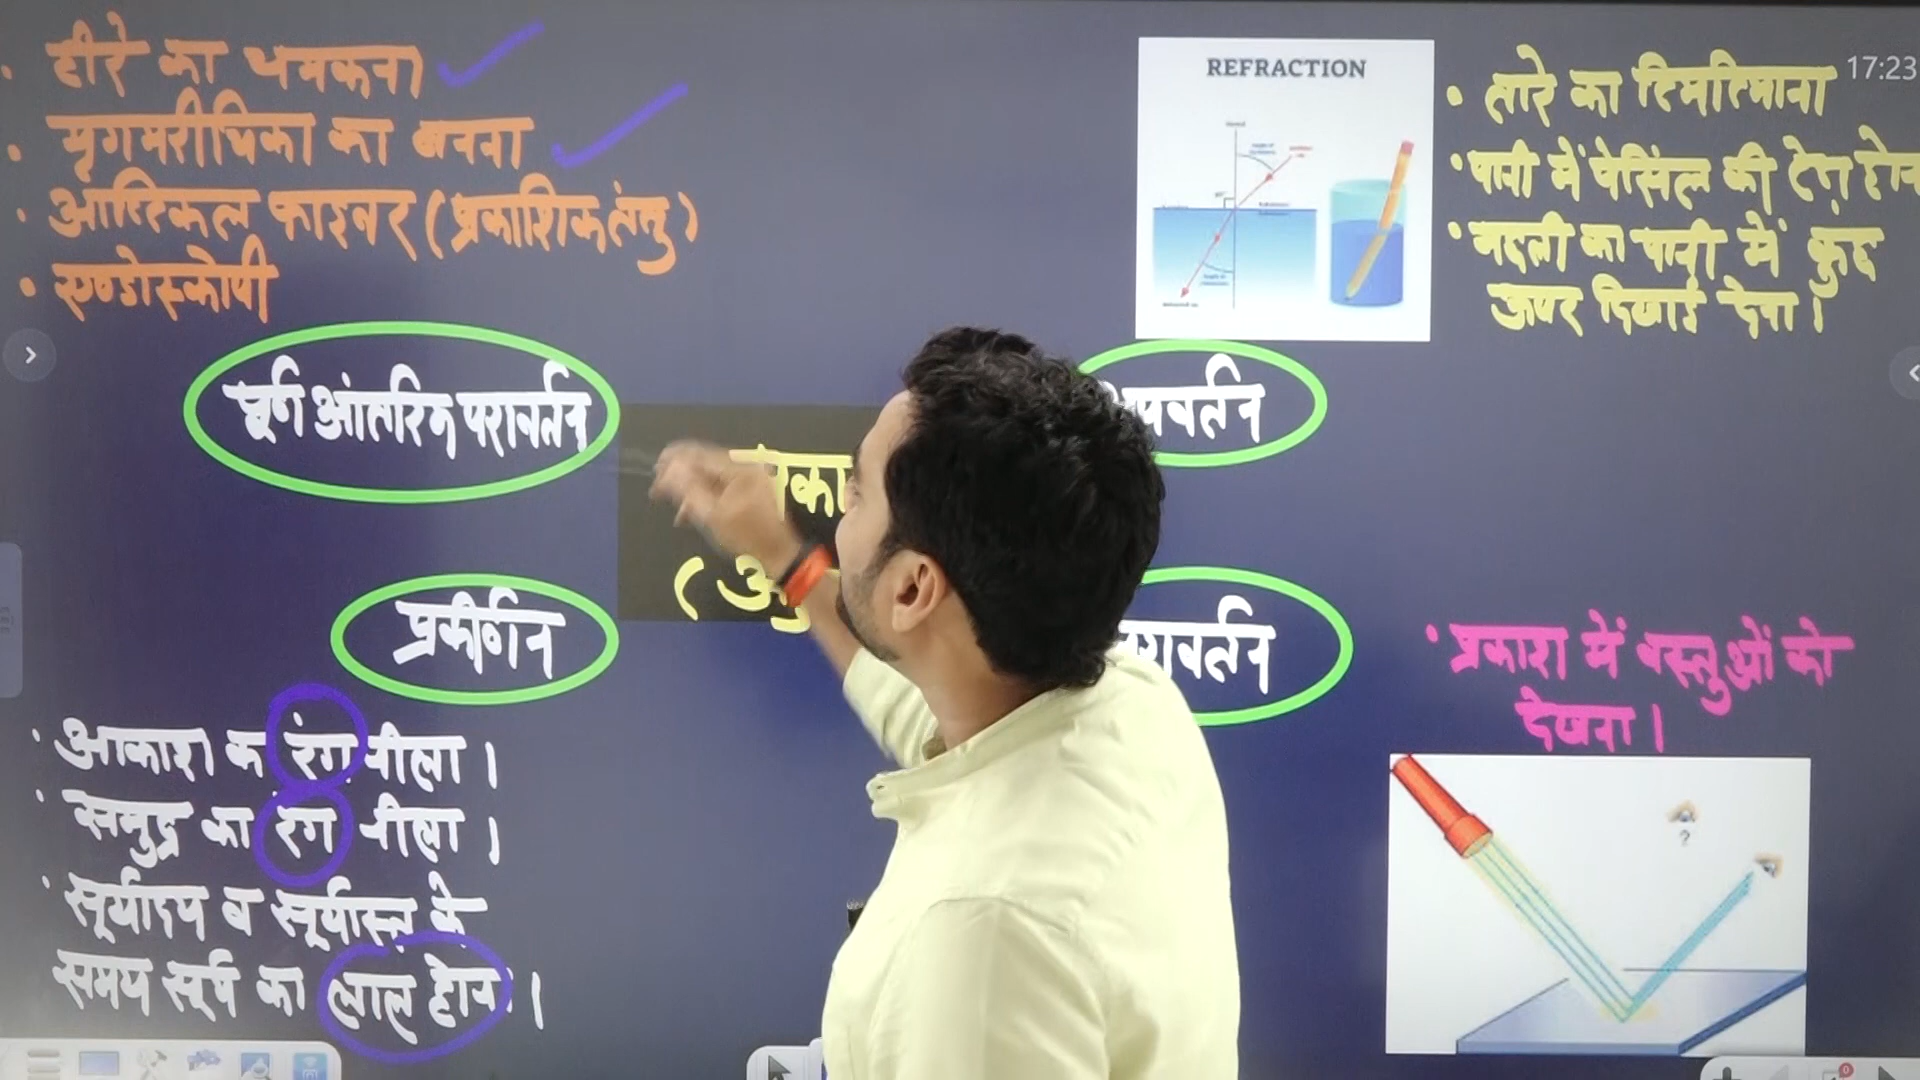 • हीरे का चमकना
• मृगमरीचिका का बनना
• ऑप्टिकल फाइबर (प्रकाशिक तंतु)
• एण्डोस्कोपी
पूर्ण आंतरिक परावर्तन
प्रकीर्णन
• आकाश का रंग नीला।
• समुद्र का रंग नीला।
• सूर्योदय व सूर्यास्त के
समय सूर्य का लाल होना।
REFRACTION
17:23
• तारे का टिमटिमाना
• पानी में पेंसिल की टेढ़ा
• मछली का पानी में कुछ
ऊपर दिखाई देना।
• प्रकाश में वस्तुओं को
देखना।
?